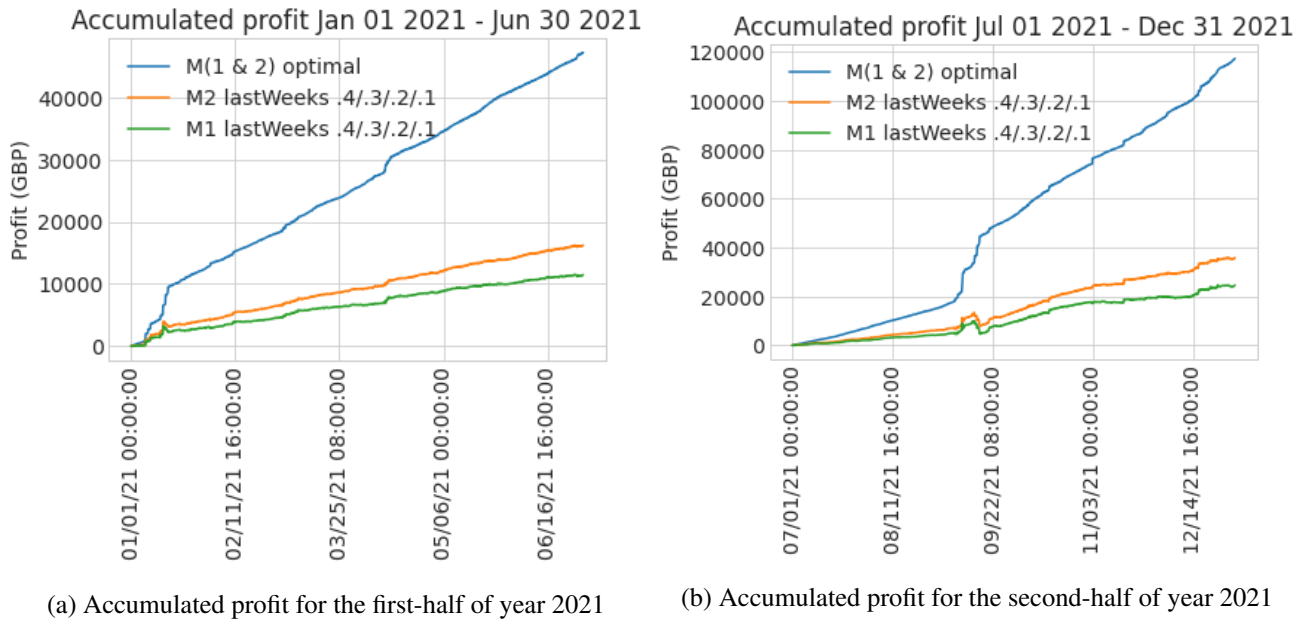 Accumulated profit Jan 01 2021 - Jun 30 2021
M(1 & 2) optimal
M2 lastWeeks .4/.3/.2/.1
M1 lastWeeks .4/.3/.2/.1
Profit (GBP)
40000
30000
20000
10000
0
01/01/21 00:00:00
02/11/21 16:00:00
03/25/21 08:00:00
05/06/21 00:00:00
06/16/21 16:00:00
(a) Accumulated profit for the first-half of year 2021
Accumulated profit Jul 01 2021 - Dec 31 2021
M(1 & 2) optimal
M2 lastWeeks .4/.3/.2/.1
M1 lastWeeks .4/.3/.2/.1
Profit (GBP)
120000
100000
80000
60000
40000
20000
0
07/01/21 00:00:00
08/11/21 16:00:00
09/22/21 08:00:00
11/03/21 00:00:00
12/14/21 16:00:00
(b) Accumulated profit for the second-half of year 2021